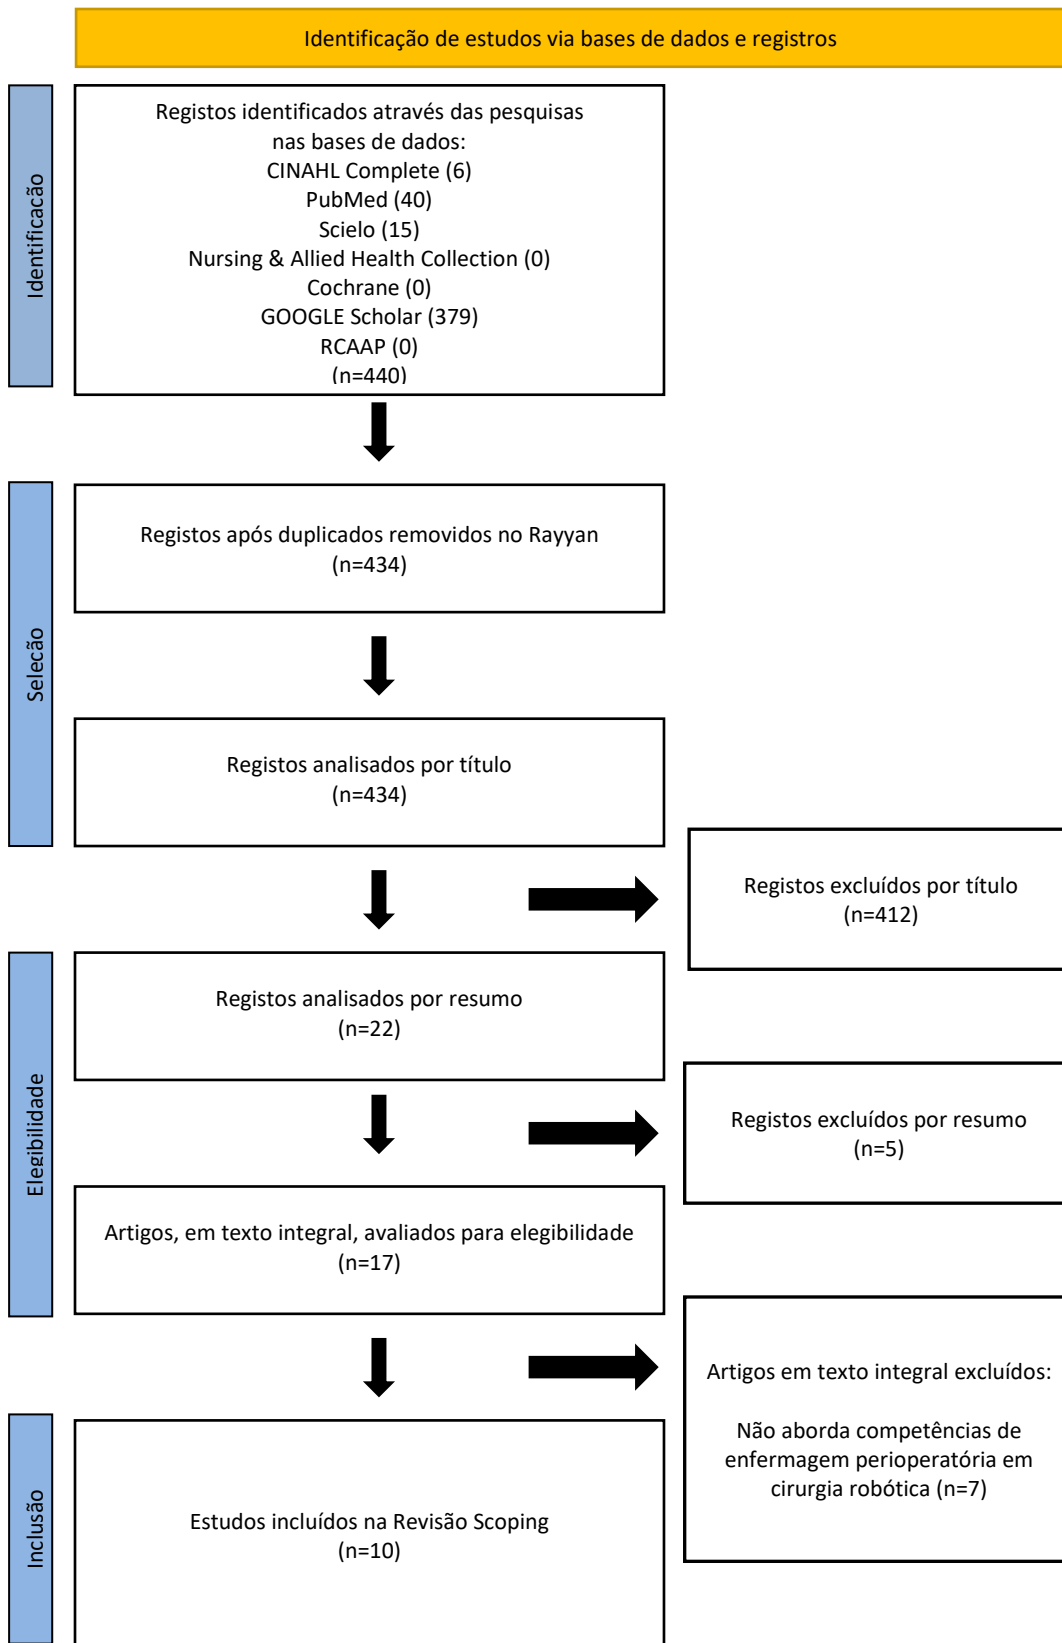 Identificação de estudos via bases de dados e registros
Identificação
Registos identificados através das pesquisas
nas bases de dados:
CINAHL Complete (6)
PubMed (40)
Scielo (15)
Nursing & Allied Health Collection (0)
Cochrane (0)
GOOGLE Scholar (379)
RCAAP (0)
(n=440)
Seleção
Registos após duplicados removidos no Rayyan
(n=434)
Registos analisados por título
(n=434)
Registos excluídos por título
(n=412)
Elegibilidade
Registos analisados por resumo
(n=22)
Registos excluídos por resumo
(n=5)
Artigos, em texto integral, avaliados para elegibilidade
(n=17)
Artigos em texto integral excluídos:
Não aborda competências de
enfermagem perioperatória em
cirurgia robótica (n=7)
Inclusão
Estudos incluídos na Revisão Scoping
(n=10)